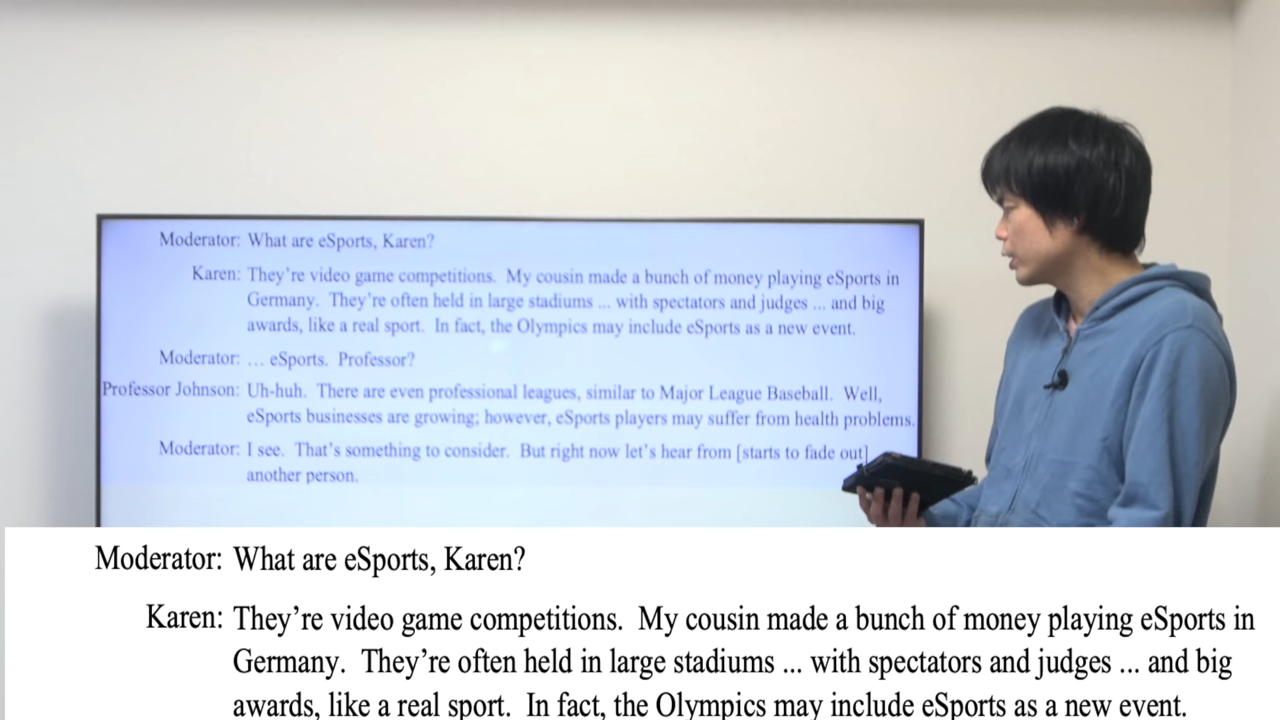 Moderator: What are eSports, Karen?
Karen: They're video game competitions. My cousin made a bunch of money playing eSports in
Germany. They're often held in large stadiums ... with spectators and judges ... and big
awards, like a real sport. In fact, the Olympics may include eSports as a new event.
Moderator: ... eSports. Professor?
Professor Johnson: Uh-huh. There are even professional leagues, similar to Major League Baseball. Well,
eSports businesses are growing; however, eSports players may suffer from health problems.
Moderator: I see. That's something to consider. But right now let's hear from [starts to fade out]
another person.
Moderator: What are eSports, Karen?
Karen: They're video game competitions. My cousin made a bunch of money playing eSports in
Germany. They're often held in large stadiums ... with spectators and judges ... and big
awards, like a real sport. In fact, the Olympics may include eSports as a new event.